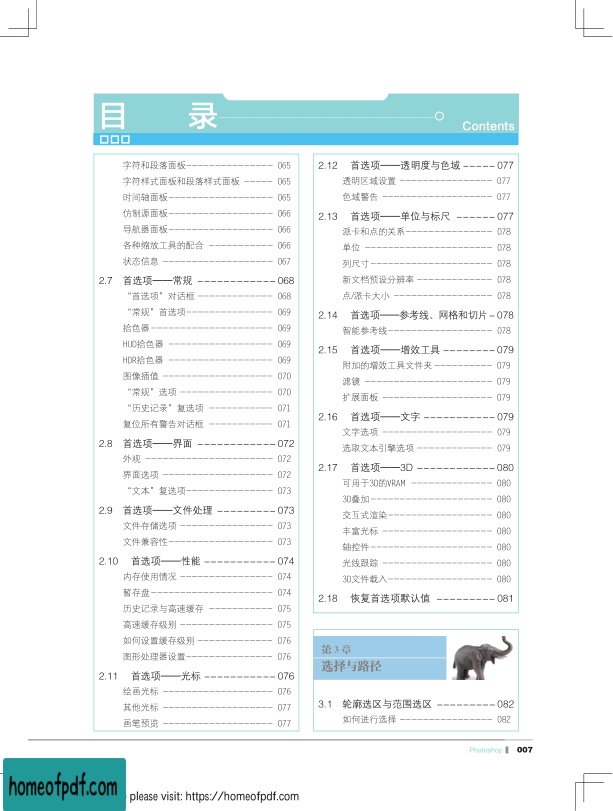 目 录
Contents
字符和段落面板 065
字符样式面板和段落样式面板 065
时间轴面板 065
仿制源面板 066
导航器面板 066
各种缩放工具的配合 066
状态信息 067
2.7 首选项——常规 068
“首选项”对话框 068
“常规”首选项 069
拾色器 069
HUD拾色器 069
HDR拾色器 069
图像插值 070
“常规”选项 070
“历史记录”复选项 071
复位所有警告对话框 071
2.8 首选项——界面 072
外观 072
界面选项 072
“文本”复选项 073
2.9 首选项——文件处理 073
文件存储选项 073
文件兼容性 073
2.10 首选项——性能 074
内存使用情况 074
暂存盘 074
历史记录与高速缓存 075
高速缓存级别 075
如何设置缓存级别 076
图形处理器设置 076
2.11 首选项——光标 076
绘画光标 076
其他光标 077
画笔预览 077
2.12 首选项——透明度与色域 077
透明区域设置 077
色域警告 077
2.13 首选项——单位与标尺 077
派卡和点的关系 078
单位 078
列尺寸 078
新文档预设分辨率 078
点/派卡大小 078
2.14 首选项——参考线、网格和切片 078
智能参考线 078
2.15 首选项——增效工具 079
附加的增效工具文件夹 079
滤镜 079
扩展面板 079
2.16 首选项——文字 079
文字选项 079
选取文本引擎选项 079
2.17 首选项——3D 080
可用于3D的VRAM 080
3D叠加 080
交互式渲染 080
丰富光标 080
轴控件 080
光线跟踪 080
3D文件载入 080
2.18 恢复首选项默认值 081
第 3 章
选择与路径
3.1 轮廓选区与范围选区 082
如何进行选择 082
Photoshop 007
homeofpdf.com
please visit: https://homeofpdf.com